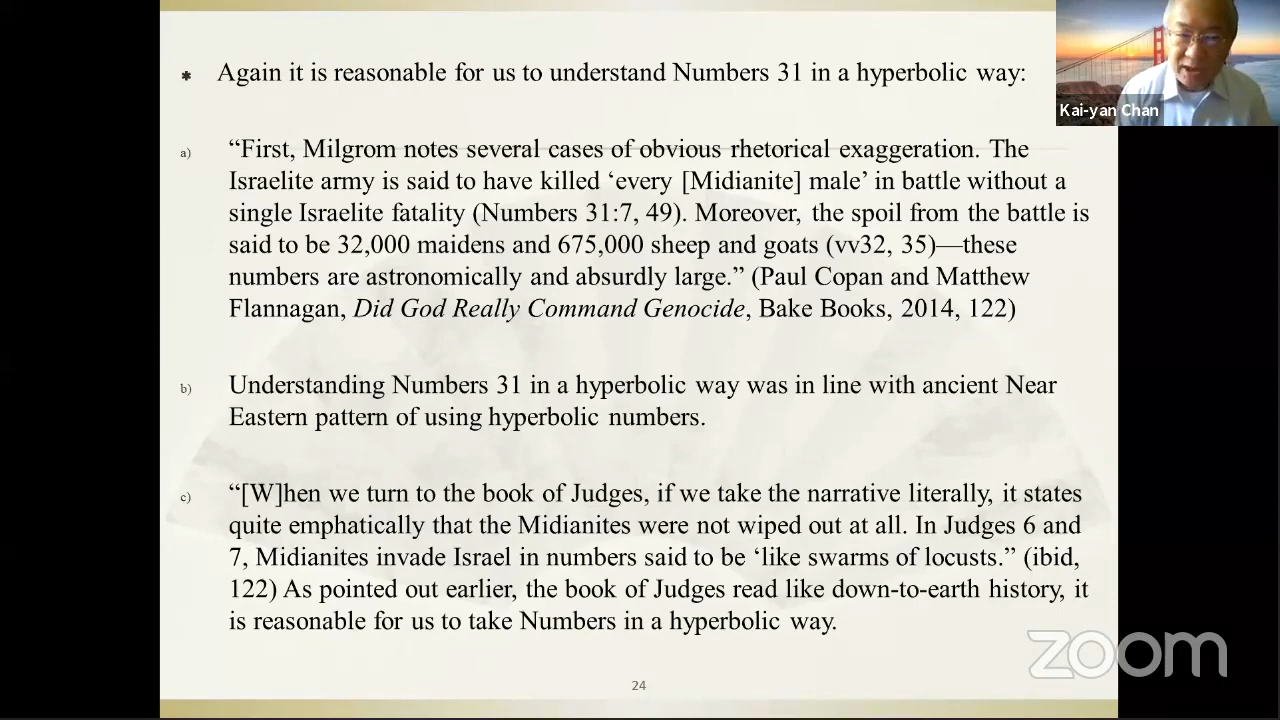 * Again it is reasonable for us to understand Numbers 31 in a hyperbolic way:
Kai-yan Chan
a) “First, Milgrom notes several cases of obvious rhetorical exaggeration. The
Israelite army is said to have killed ‘every [Midianite] male’ in battle without a
single Israelite fatality (Numbers 31:7, 49). Moreover, the spoil from the battle is
said to be 32,000 maidens and 675,000 sheep and goats (vv32, 35)—these
numbers are astronomically and absurdly large.” (Paul Copan and Matthew
Flannagan, Did God Really Command Genocide, Bake Books, 2014, 122)
b) Understanding Numbers 31 in a hyperbolic way was in line with ancient Near
Eastern pattern of using hyperbolic numbers.
c) “[W]hen we turn to the book of Judges, if we take the narrative literally, it states
quite emphatically that the Midianites were not wiped out at all. In Judges 6 and
7, Midianites invade Israel in numbers said to be ‘like swarms of locusts.” (ibid,
122) As pointed out earlier, the book of Judges read like down-to-earth history, it
is reasonable for us to take Numbers in a hyperbolic way.
zoom
24